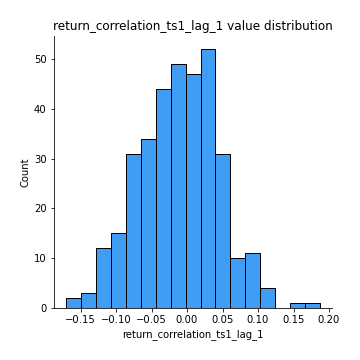 return_correlation_ts1_lag_1 value distribution
50
40
30
20
10
0
Count
−0.15 −0.10 −0.05 0.00 0.05 0.10 0.15 0.20
return_correlation_ts1_lag_1